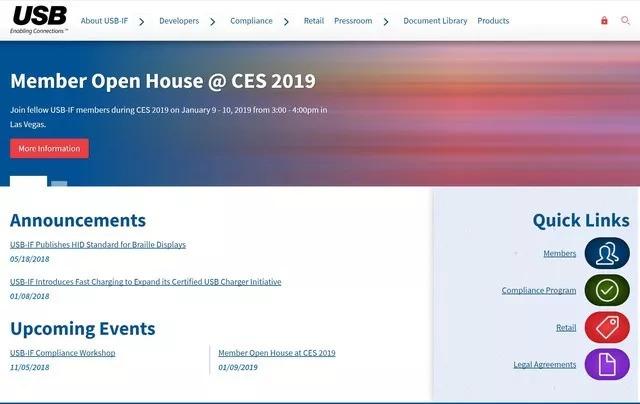 USB
Enabling Connections™
About USB-IF
Developers
Compliance
Retail
Pressroom
Document Library
Products
Member Open House @ CES 2019
Join fellow USB-IF members during CES 2019 on January 9 - 10, 2019 from 3:00 - 4:00pm in
Las Vegas.
More Information
Announcements
USB-IF Publishes HID Standard for Braille Displays
05/18/2018
USB-IF Introduces Fast Charging to Expand its Certified USB Charger Initiative
01/08/2018
Upcoming Events
USB-IF Compliance Workshop
11/05/2018
Member Open House at CES 2019
01/09/2019
Quick Links
Members
Compliance Program
Retail
Legal Agreements